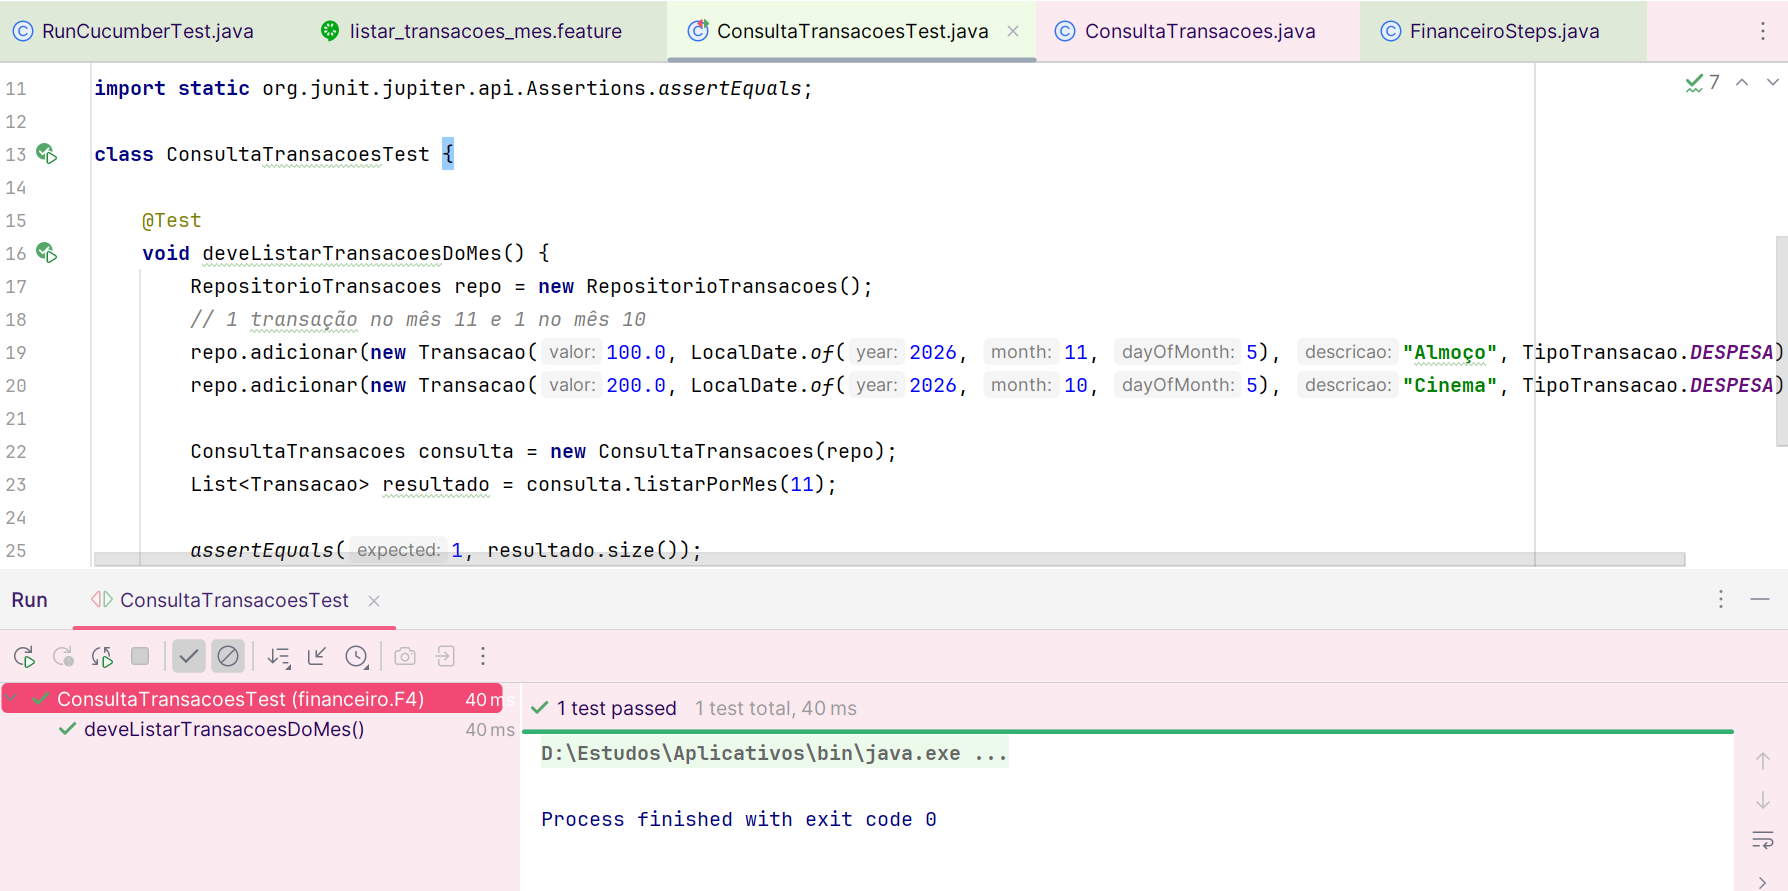 RunCucumberTest.java listar_transacoes_mes.feature ConsultaTransacoesTest.java ConsultaTransacoes.java FinanceiroSteps.java
11 import static org.junit.jupiter.api.Assertions.assertEquals; 7
12
13 class ConsultaTransacoesTest {
14
15 @Test
16 void deveListarTransacoesDoMes() {
17 RepositorioTransacoes repo = new RepositorioTransacoes();
18 // 1 transação no mês 11 e 1 no mês 10
19 repo.adicionar(new Transacao( valor: 100.0, LocalDate.of( year: 2026, month: 11, dayOfMonth: 5), descricao: "Almoço", TipoTransacao.DESPESA)
20 repo.adicionar(new Transacao( valor: 200.0, LocalDate.of( year: 2026, month: 10, dayOfMonth: 5), descricao: "Cinema", TipoTransacao.DESPESA)
21
22 ConsultaTransacoes consulta = new ConsultaTransacoes(repo);
23 List<Transacao> resultado = consulta.listarPorMes(11);
24
25 assertEquals( expected: 1, resultado.size());
Run ConsultaTransacoesTest
ConsultaTransacoesTest (financeiro.F4) 40 ms
deveListarTransacoesDoMes() 40 ms
1 test passed 1 test total, 40 ms
D:\Estudos\Aplicativos\bin\java.exe ...
Process finished with exit code 0